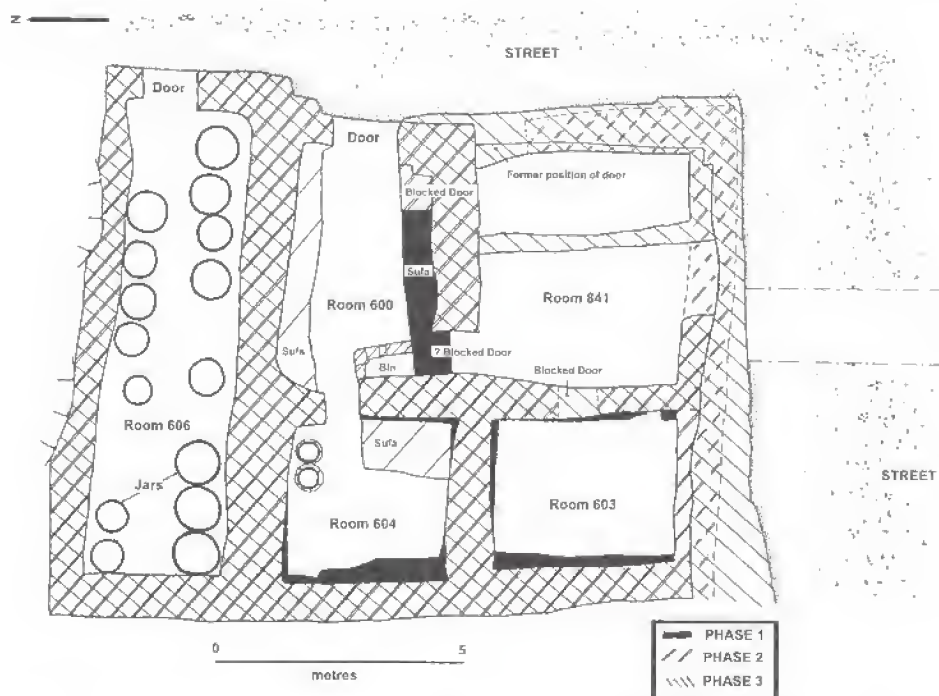 N
STREET
Door
Door
Former position of door
Blocked Door
Sufa
Room 600
Room 841
Sufa
? Blocked Door
Bin
Blocked Door
Room 606
Sufa
STREET
Jars
Room 604
Room 603
0 5
metres
PHASE 1
PHASE 2
PHASE 3